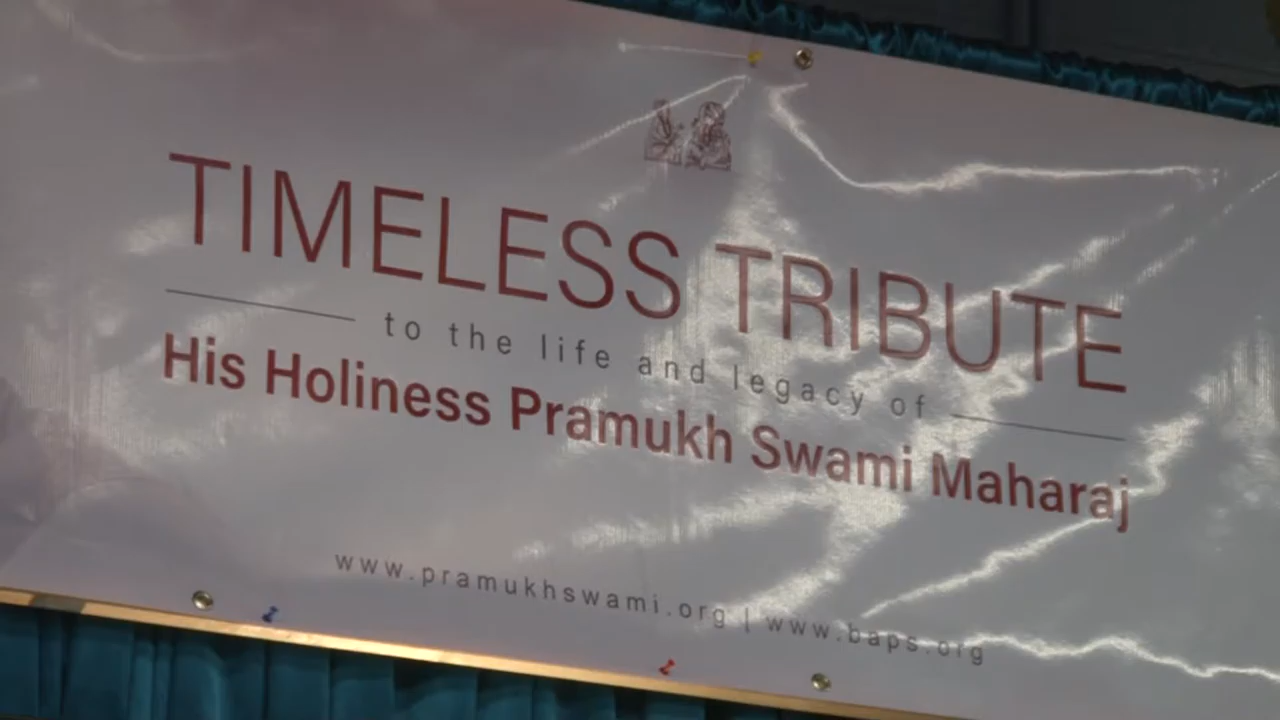 TIMELESS TRIBUTE
to the life and legacy of
His Holiness Pramukh Swami Maharaj
www.pramukhswami.org | www.baps.org